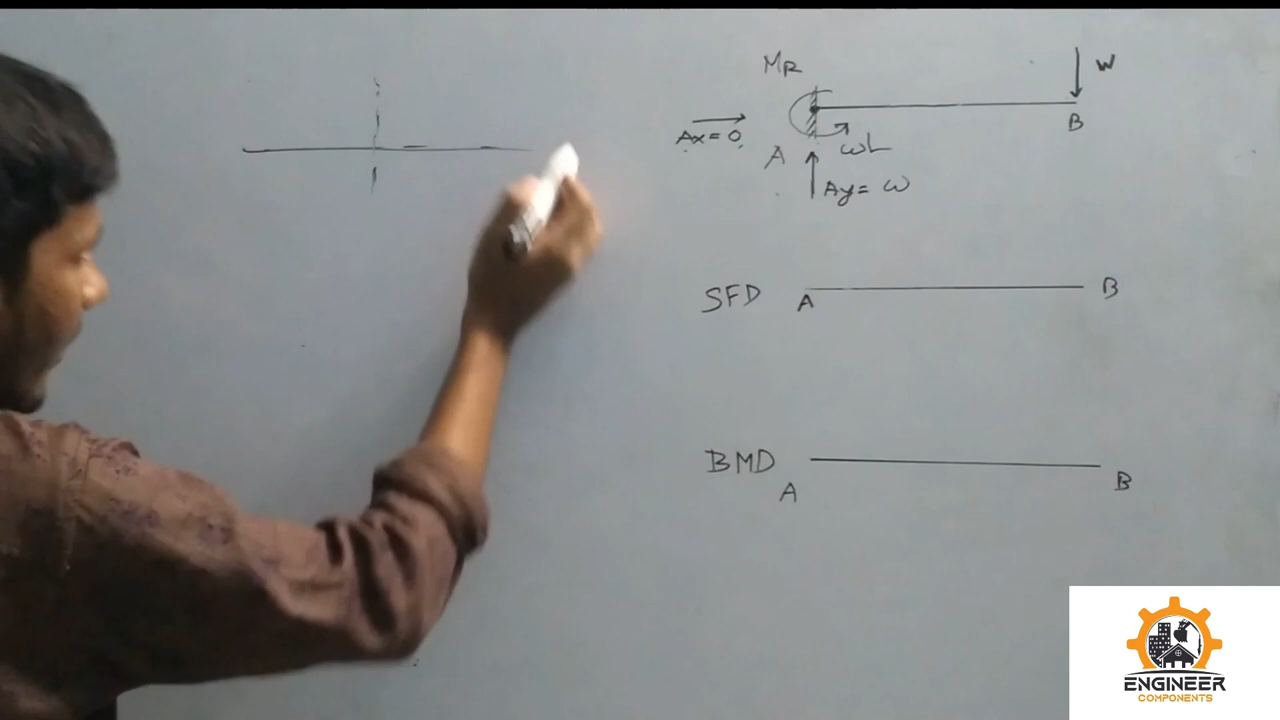 MR
W
Ax = 0
B
A
WL
Ay = W
SFD A B
BMD
A B
ENGINEER
COMPONENTS